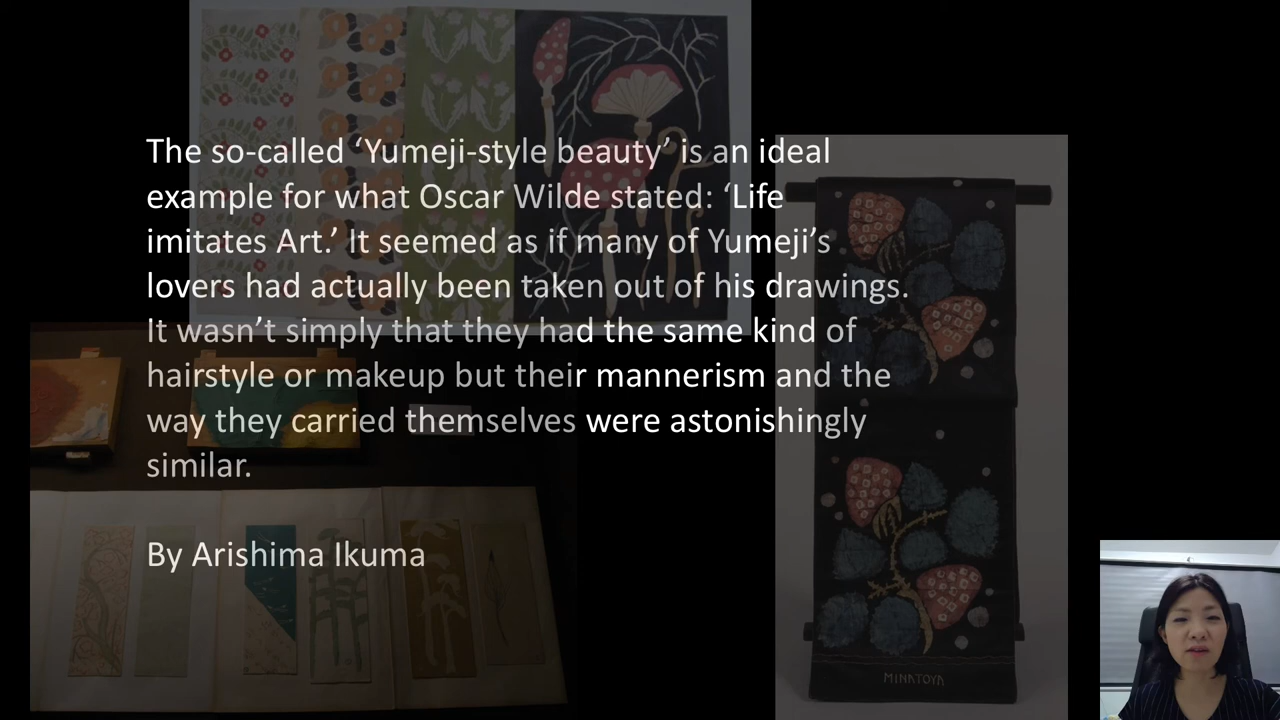 The so-called ‘Yumeji-style beauty’ is an ideal
example for what Oscar Wilde stated: ‘Life
imitates Art.’ It seemed as if many of Yumeji’s
lovers had actually been taken out of his drawings.
It wasn’t simply that they had the same kind of
hairstyle or makeup but their mannerism and the
way they carried themselves were astonishingly
similar.
By Arishima Ikuma
MINATOYA